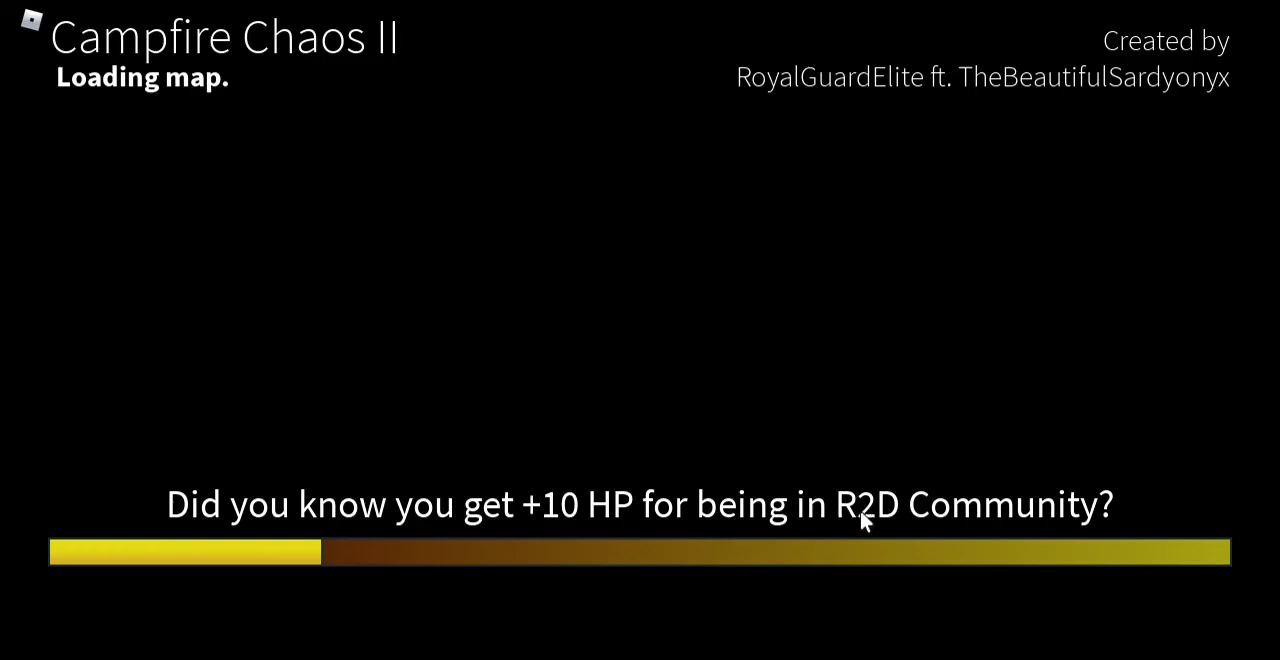 Campfire Chaos II
Loading map.
Created by
RoyalGuardElite ft. TheBeautifulSardyonyx
Did you know you get +10 HP for being in R2D Community?